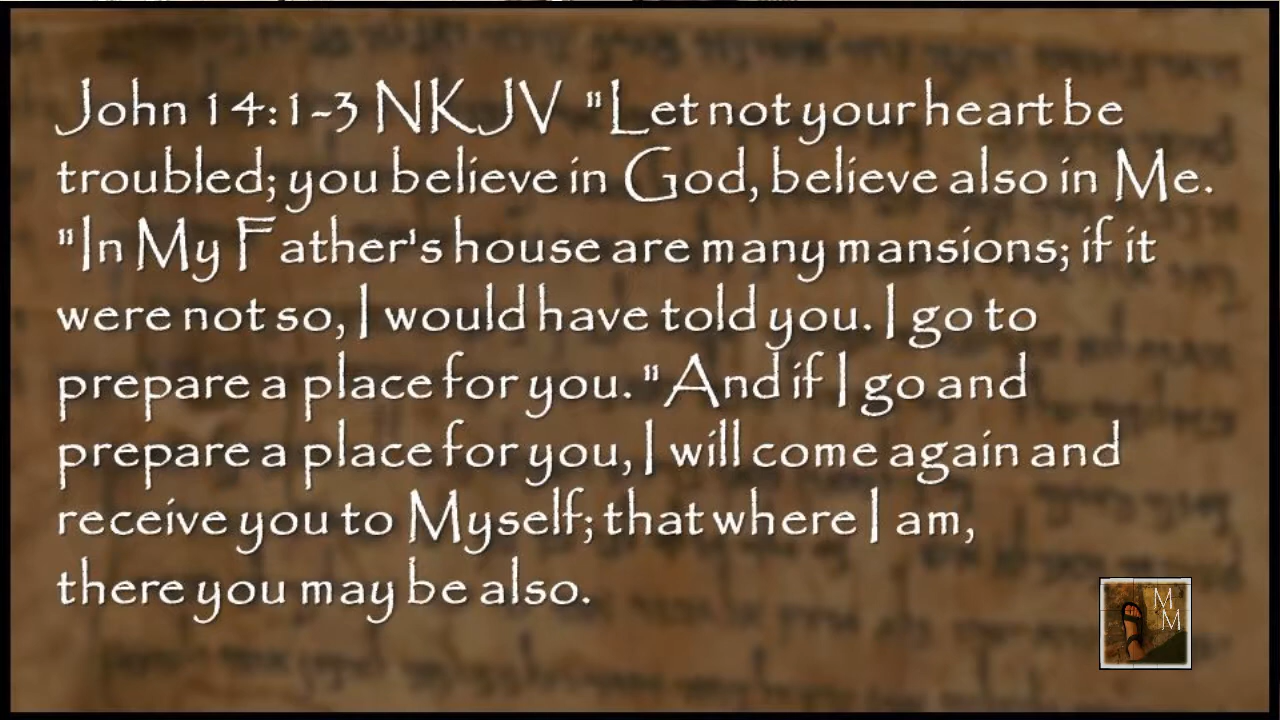 John 14:1-3 NKJV "Let not your heart be
troubled; you believe in God, believe also in Me.
"In My Father's house are many mansions; if it
were not so, I would have told you. I go to
prepare a place for you. "And if I go and
prepare a place for you, I will come again and
receive you to Myself; that where I am,
there you may be also.
M
M